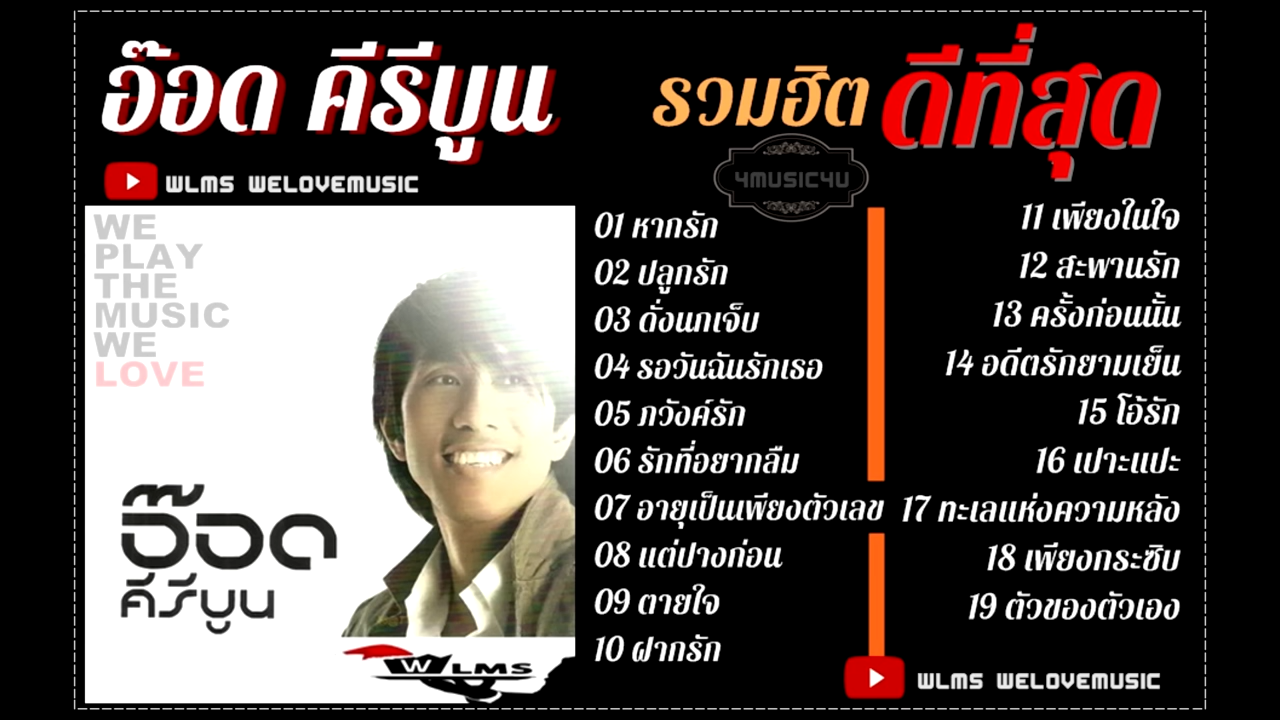 อ๊อด คีรีบูน
รวมฮิต ดีที่สุด
4MUSIC4U
WLMS WELOVEMUSIC
WE
PLAY
THE
MUSIC
WE
LOVE
อ๊อด
คีรีบูน
WLMS
01 หากรัก
02 ปลูกรัก
03 ดั่งนกเจ็บ
04 รอวันฉันรักเธอ
05 ภวังค์รัก
06 รักที่อยากลืม
07 อายุเป็นเพียงตัวเลข
08 แต่ปางก่อน
09 ตายใจ
10 ฝากรัก
11 เพียงในใจ
12 สะพานรัก
13 ครั้งก่อนนั้น
14 อดีตรักยามเย็น
15 โอ้รัก
16 เปาะแปะ
17 ทะเลแห่งความหลัง
18 เพียงกระซิบ
19 ตัวของตัวเอง
WLMS WELOVEMUSIC